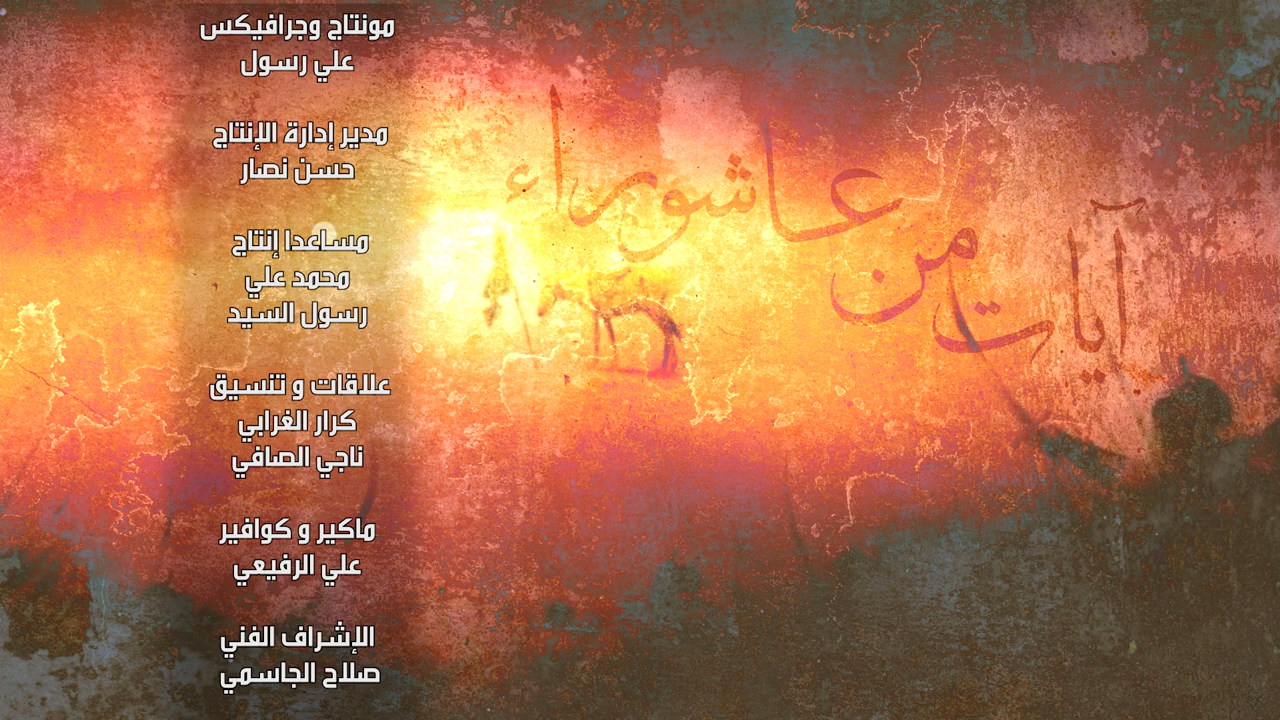 مونتاج وجرافيكس
علي رسول
مدير إدارة الإنتاج
حسن نصار
مساعدا إنتاج
محمد علي
رسول السيد
علاقات و تنسيق
كرار الغرابي
ناجي الصافي
ماكير و كوافير
علي الرفيعي
الإشراف الفني
صلاح الجاسمي
آيات من عاشوراء